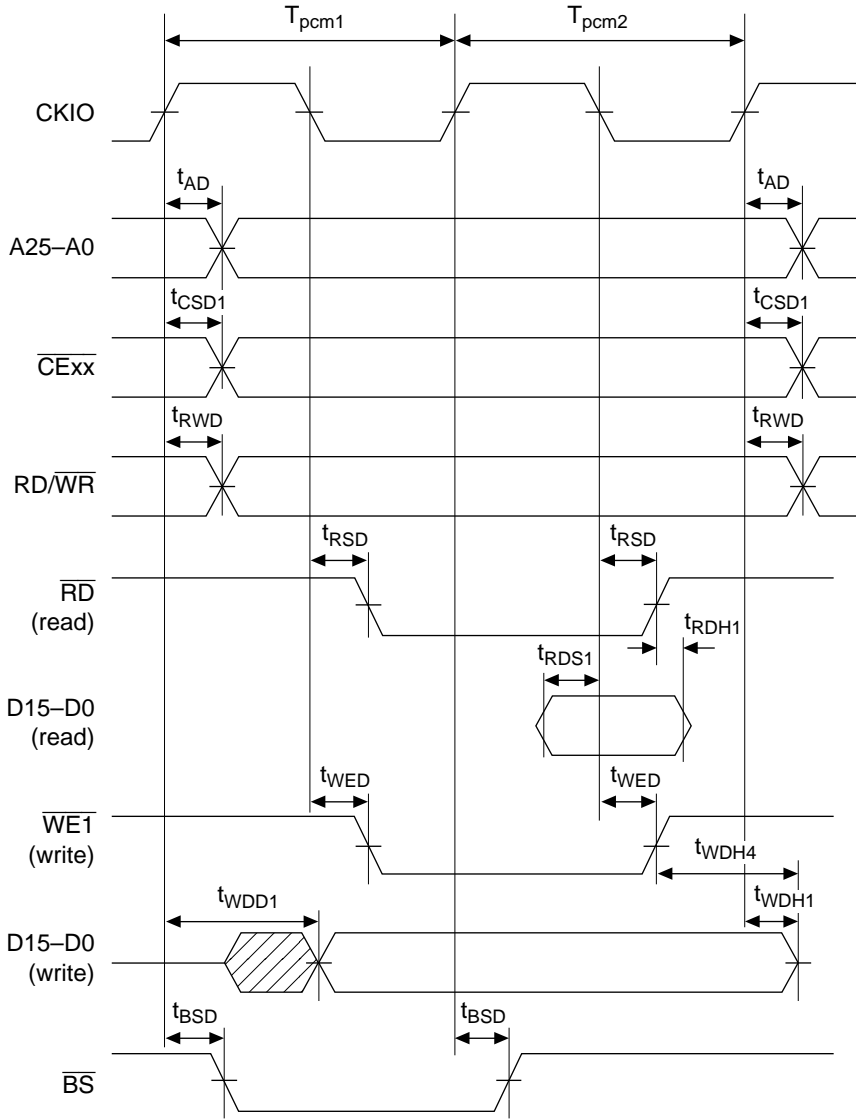 Tpcm1 Tpcm2
CKIO
tAD tAD
A25–A0
tCSD1 tCSD1
CExx
tRWD tRWD
RD/WR
tRSD tRSD
RD
(read)
tRDH1
tRDS1
D15–D0
(read)
tWED tWED
WE1
(write)
tWDH4
tWDD1 tWDH1
D15–D0
(write)
tBSD tBSD
BS